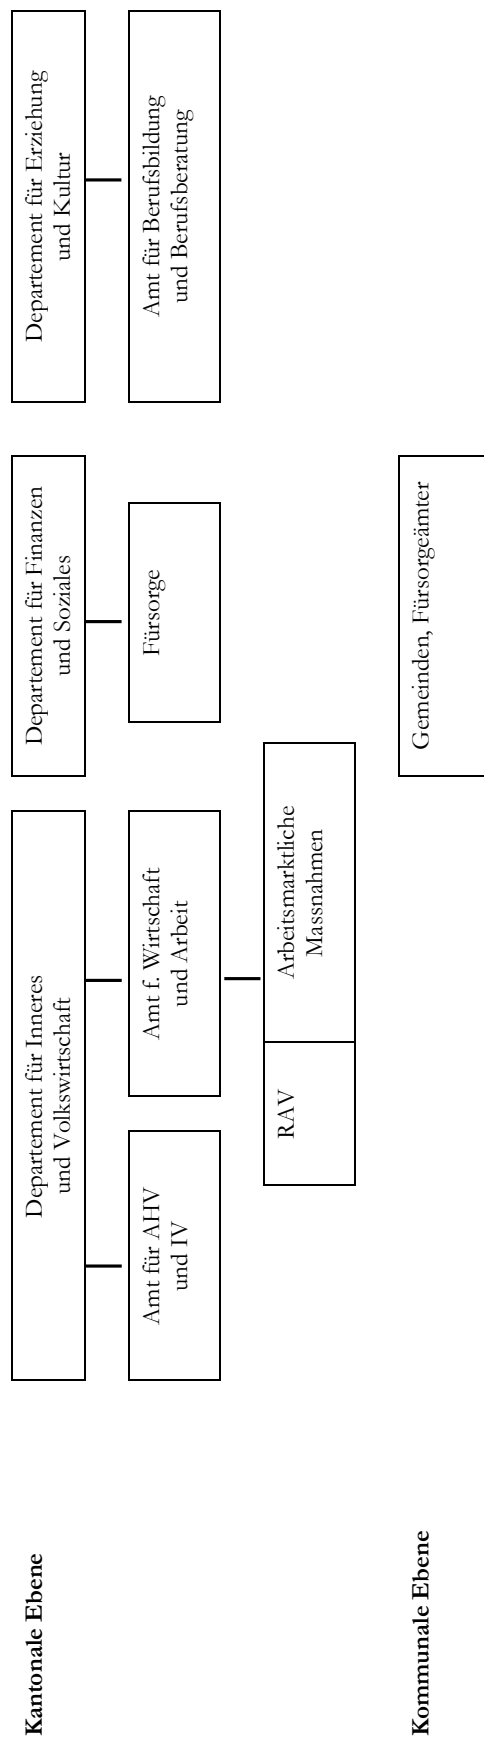 Kantonale Ebene
Departement für Inneres
und Volkswirtschaft
Departement für Finanzen
und Soziales
Departement für Erziehung
und Kultur
Amt für AHV
und IV
Amt f. Wirtschaft
und Arbeit
Fürsorge
Amt für Berufsbildung
und Berufsberatung
RAV
Arbeitsmarktliche
Massnahmen
Kommunale Ebene
Gemeinden, Fürsorgeämter